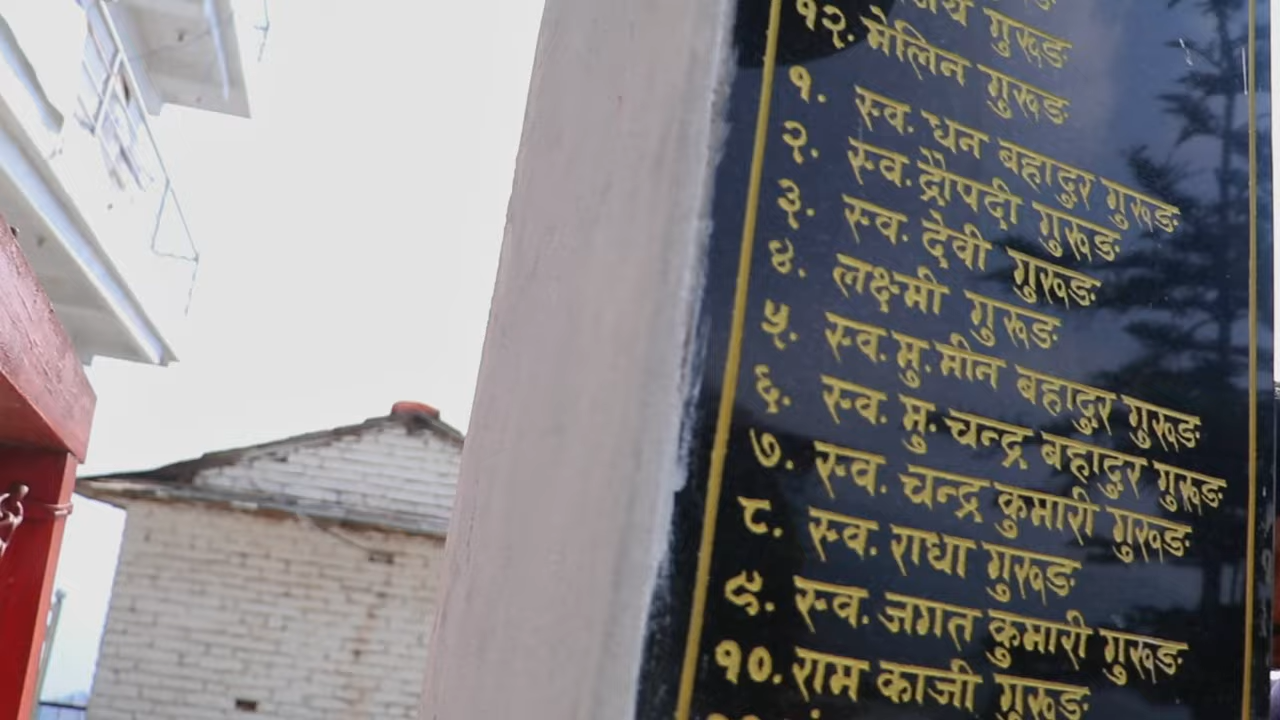 गुरुङ
१२. मेलिन गुरुङ
१. स्व. धन बहादुर गुरुङ
२. स्व. द्रौपदी गुरुङ
३. स्व. देवी गुरुङ
४. लक्ष्मी गुरुङ
५. स्व. मु. मीन बहादुर गुरुङ
६. स्व. मु. चन्द्र बहादुर गुरुङ
७. स्व. चन्द्र कुमारी गुरुङ
८. स्व. राधा गुरुङ
९. स्व. जगत कुमारी गुरुङ
१०. राम काजी गुरुङ